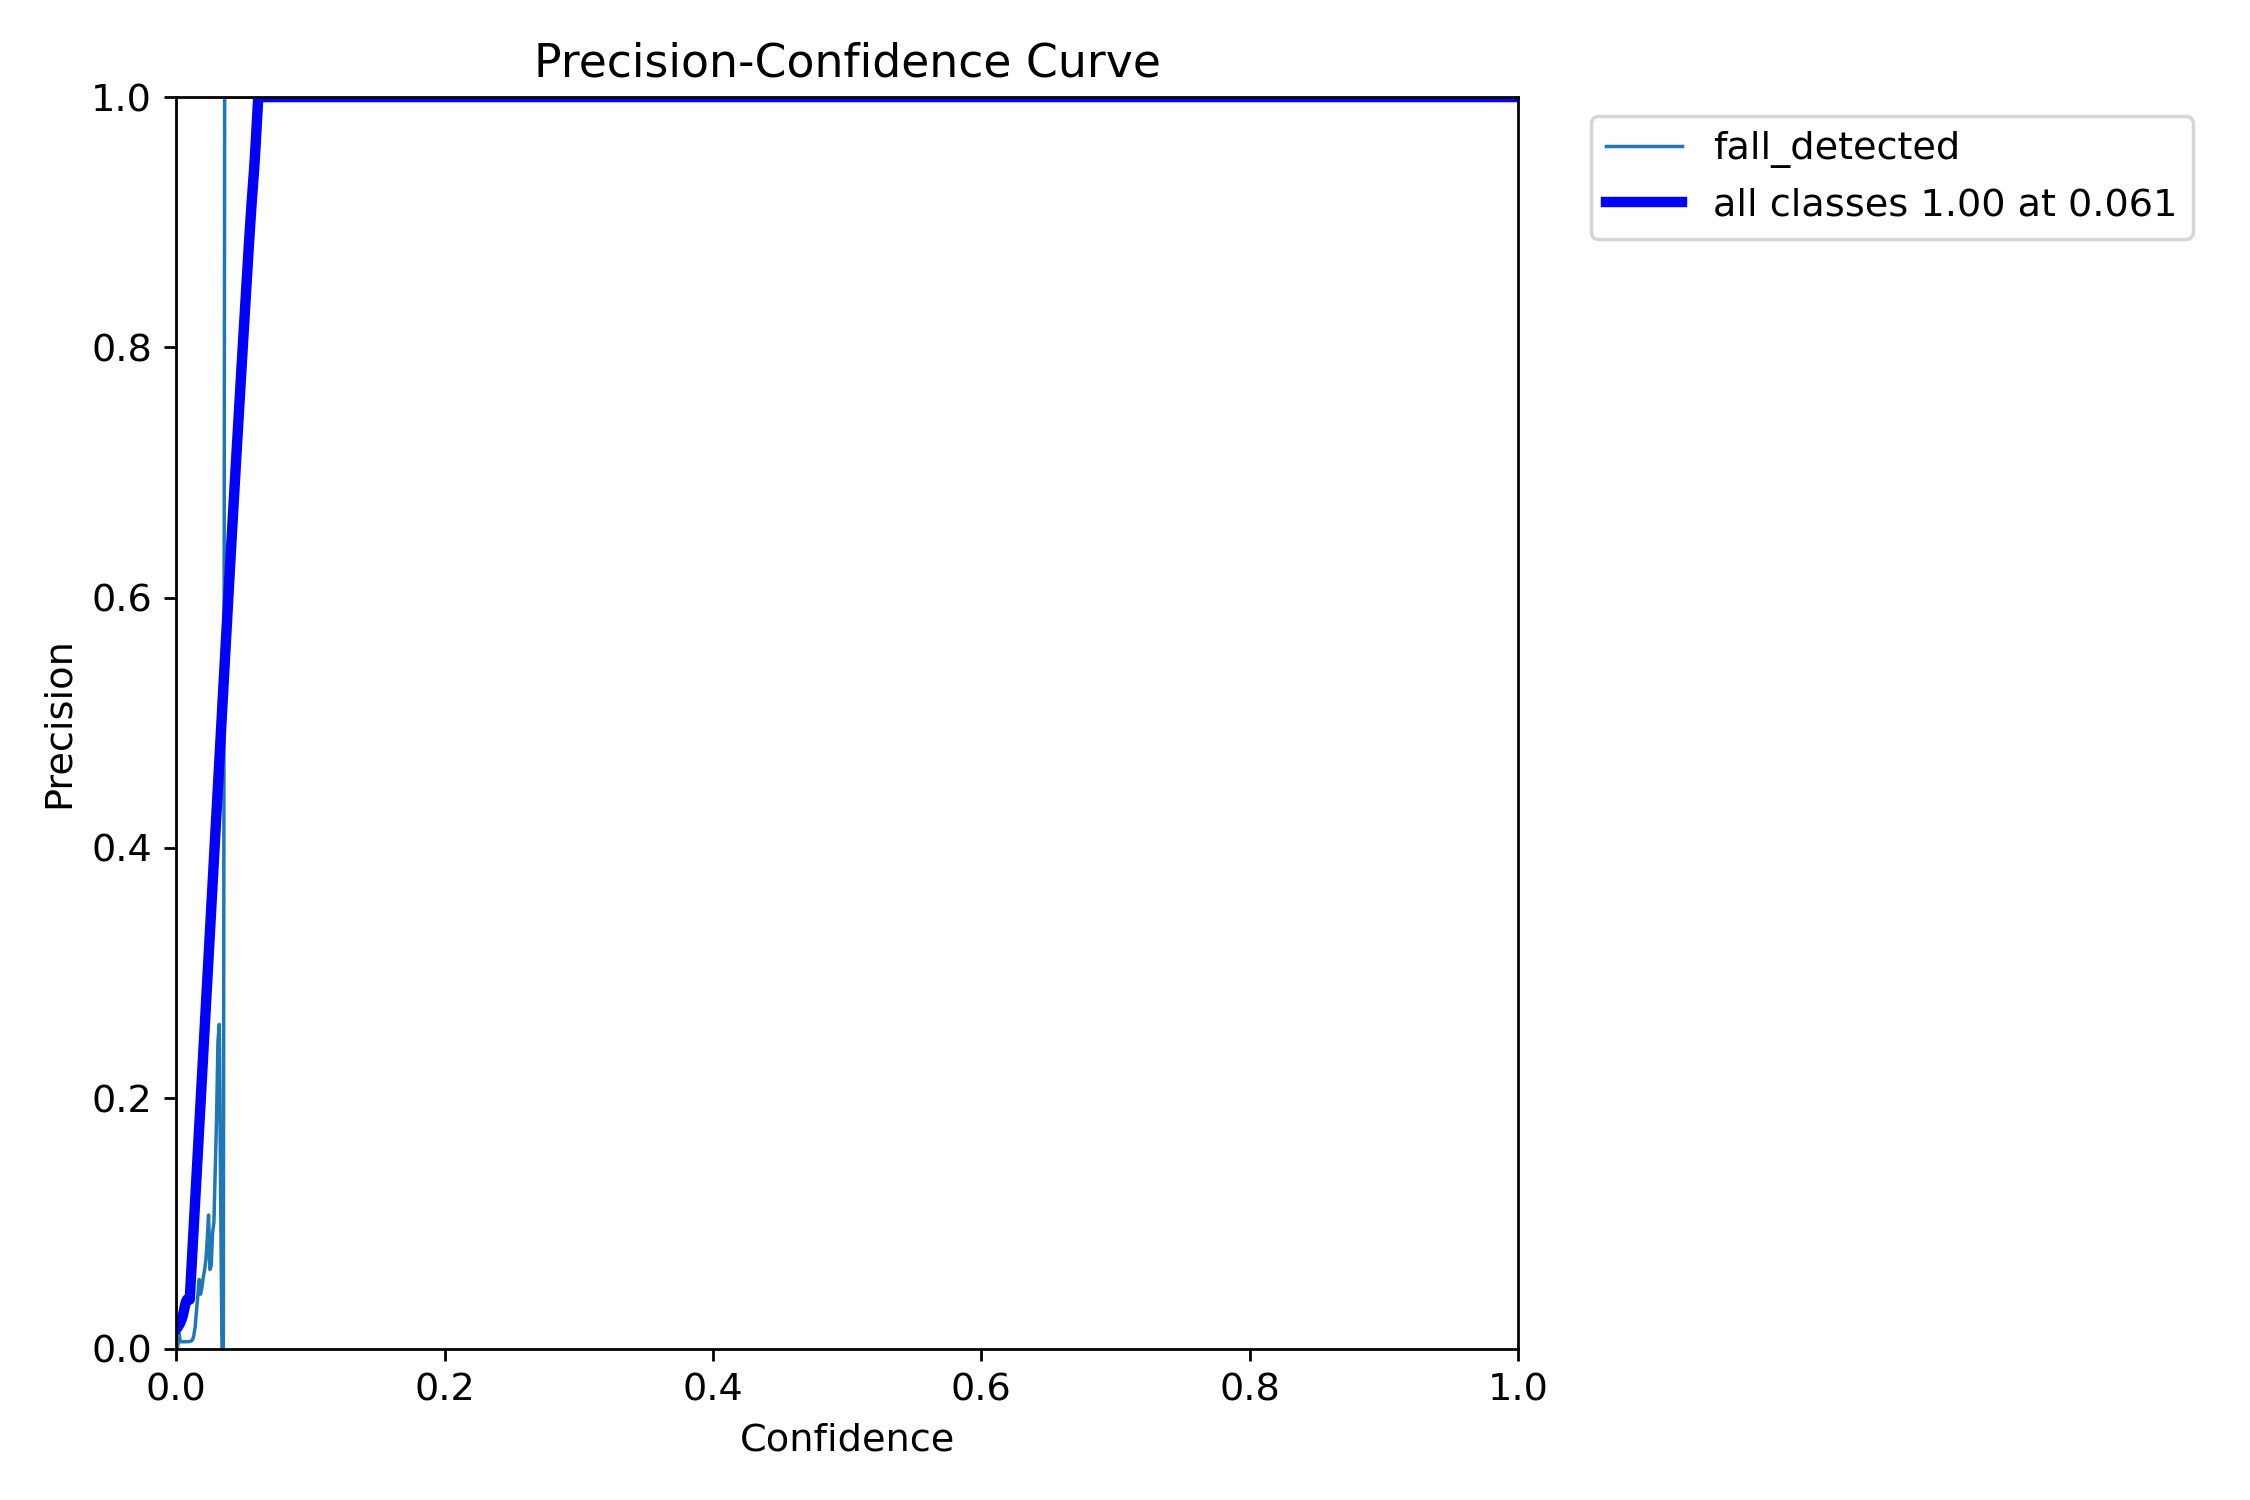 Precision-Confidence Curve
1.0
0.8
0.6
0.4
0.2
0.0
Precision
0.0 0.2 0.4 0.6 0.8 1.0
Confidence
fall_detected
all classes 1.00 at 0.061